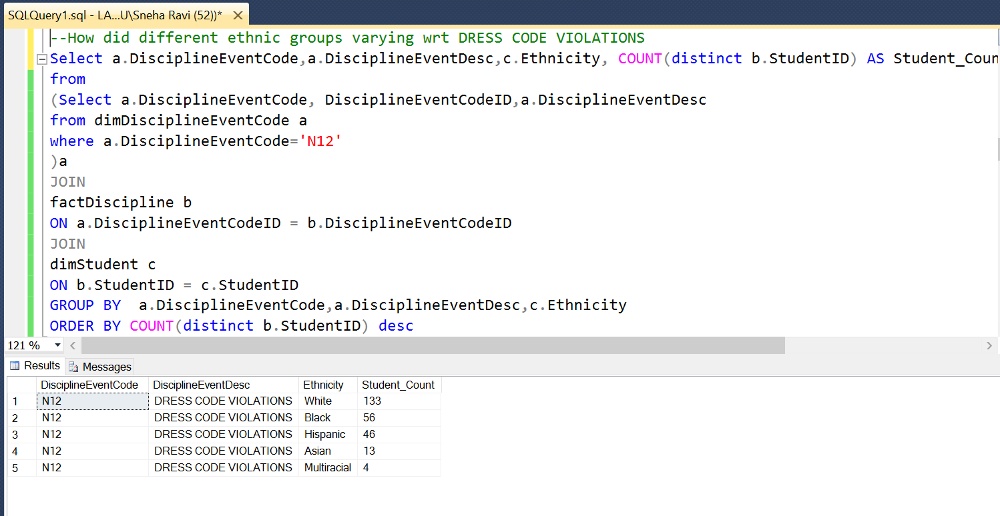 SQLQuery1.sql - LA...U\Sneha Ravi (52))*
--How did different ethnic groups varying wrt DRESS CODE VIOLATIONS
Select a.DisciplineEventCode,a.DisciplineEventDesc,c.Ethnicity, COUNT(distinct b.StudentID) AS Student_Coun
from
(Select a.DisciplineEventCode, DisciplineEventCodeID,a.DisciplineEventDesc
from dimDisciplineEventCode a
where a.DisciplineEventCode='N12'
)a
JOIN
factDiscipline b
ON a.DisciplineEventCodeID = b.DisciplineEventCodeID
JOIN
dimStudent c
ON b.StudentID = c.StudentID
GROUP BY  a.DisciplineEventCode,a.DisciplineEventDesc,c.Ethnicity
ORDER BY COUNT(distinct b.StudentID) desc
121 %
Results Messages
DisciplineEventCode DisciplineEventDesc Ethnicity Student_Count
1 N12 DRESS CODE VIOLATIONS White 133
2 N12 DRESS CODE VIOLATIONS Black 56
3 N12 DRESS CODE VIOLATIONS Hispanic 46
4 N12 DRESS CODE VIOLATIONS Asian 13
5 N12 DRESS CODE VIOLATIONS Multiracial 4